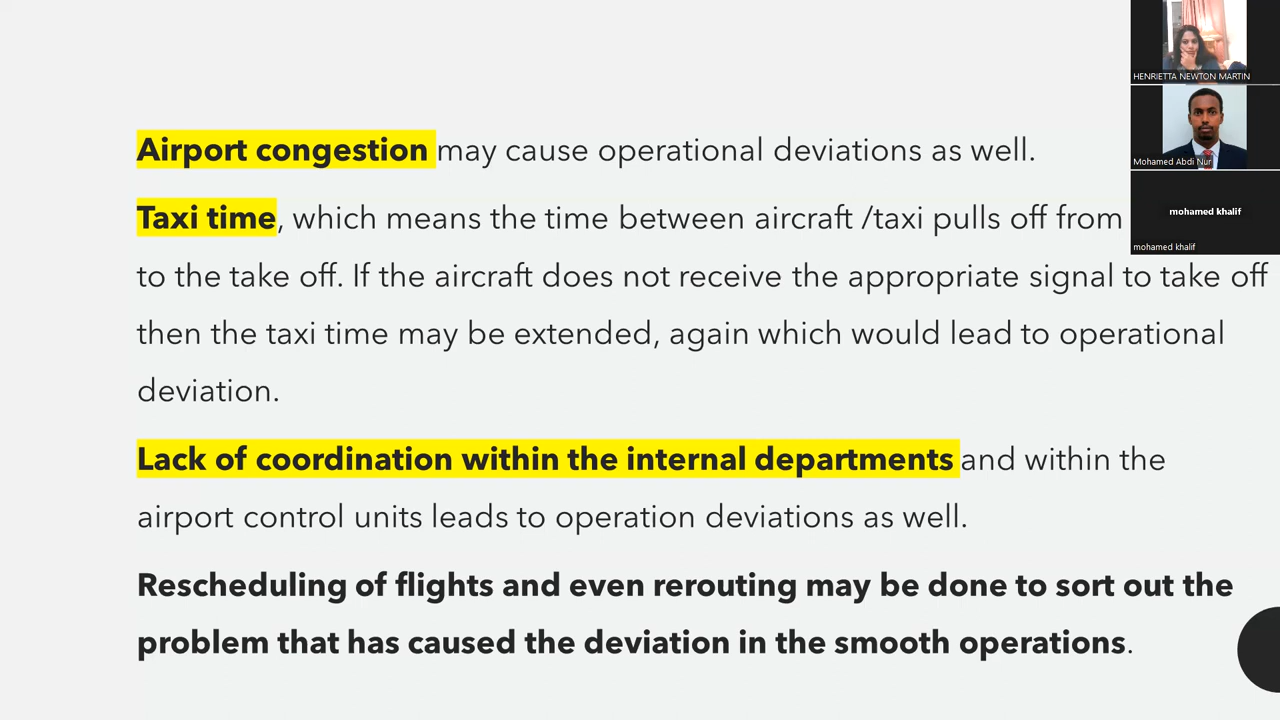 Airport congestion may cause operational deviations as well.
Taxi time, which means the time between aircraft /taxi pulls off from
to the take off. If the aircraft does not receive the appropriate signal to take off
then the taxi time may be extended, again which would lead to operational
deviation.
Lack of coordination within the internal departments and within the
airport control units leads to operation deviations as well.
Rescheduling of flights and even rerouting may be done to sort out the
problem that has caused the deviation in the smooth operations.
HENRIETTA NEWTON MARTIN
Mohamed Abdi Nur
mohamed khalif
mohamed khalif